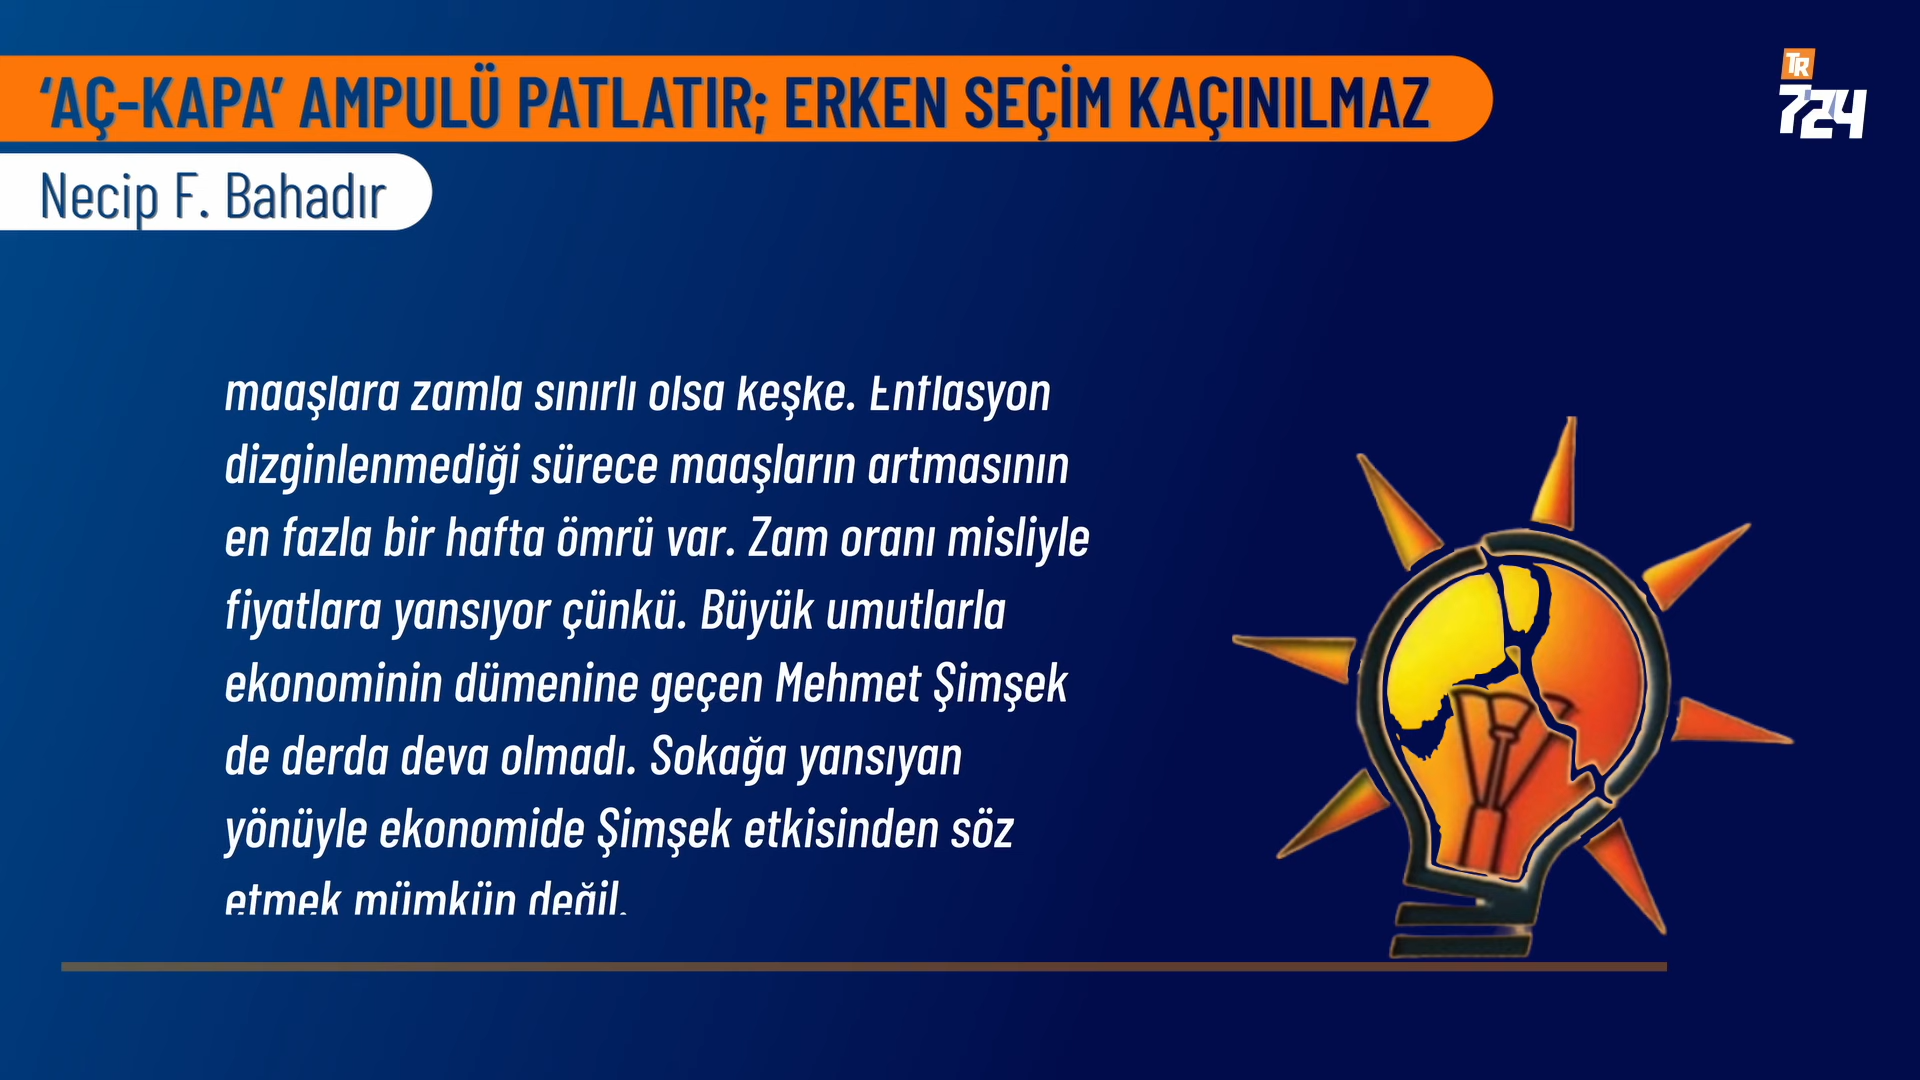 ‘AÇ-KAPA’ AMPULÜ PATLATIR; ERKEN SEÇİM KAÇINILMAZ
TR
724
Necip F. Bahadır
maaşlara zamla sınırlı olsa keşke. Enflasyon
dizginlenmediği sürece maaşların artmasının
en fazla bir hafta ömrü var. Zam oranı misliyle
fiyatlara yansıyor çünkü. Büyük umutlarla
ekonominin dümenine geçen Mehmet Şimşek
de derda deva olmadı. Sokağa yansıyan
yönüyle ekonomide Şimşek etkisinden söz
etmek mümkün değil.